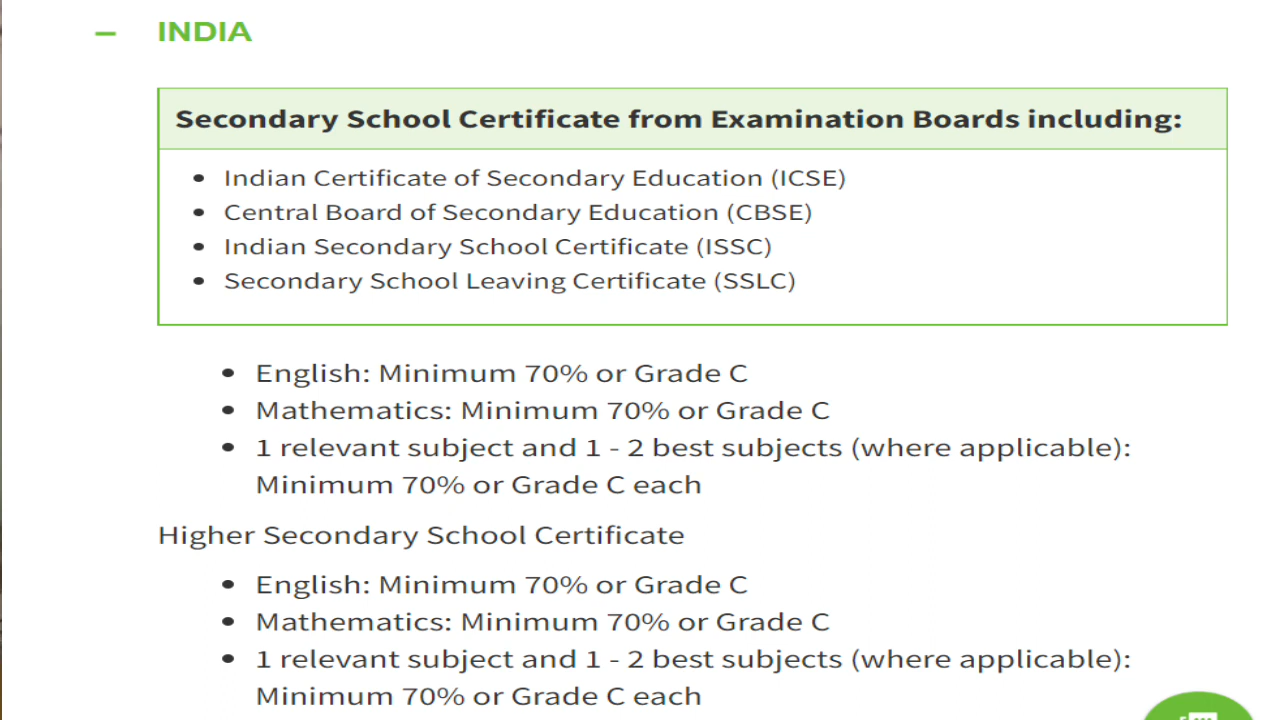 – INDIA
Secondary School Certificate from Examination Boards including:
• Indian Certificate of Secondary Education (ICSE)
• Central Board of Secondary Education (CBSE)
• Indian Secondary School Certificate (ISSC)
• Secondary School Leaving Certificate (SSLC)
• English: Minimum 70% or Grade C
• Mathematics: Minimum 70% or Grade C
• 1 relevant subject and 1 - 2 best subjects (where applicable):
Minimum 70% or Grade C each
Higher Secondary School Certificate
• English: Minimum 70% or Grade C
• Mathematics: Minimum 70% or Grade C
• 1 relevant subject and 1 - 2 best subjects (where applicable):
Minimum 70% or Grade C each